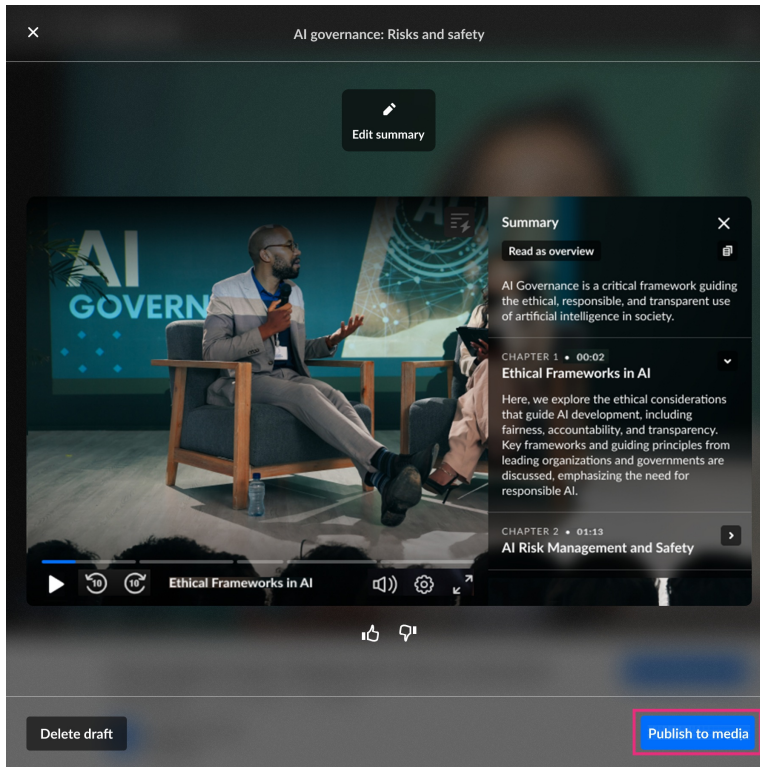 AI governance: Risks and safety
Edit summary
AI
GOVERN
AI
Summary
Read as overview
AI Governance is a critical framework guiding
the ethical, responsible, and transparent use
of artificial intelligence in society.
CHAPTER 1 • 00:02
Ethical Frameworks in AI
Here, we explore the ethical considerations
that guide AI development, including
fairness, accountability, and transparency.
Key frameworks and guiding principles from
leading organizations and governments are
discussed, emphasizing the need for
responsible AI.
CHAPTER 2 • 01:13
AI Risk Management and Safety
10
10
Ethical Frameworks in AI
Delete draft
Publish to media